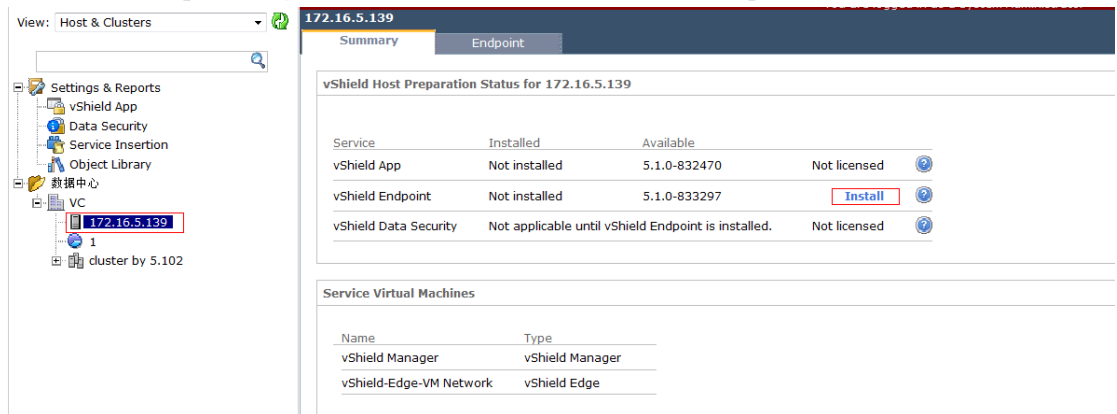 View: Host & Clusters
Settings & Reports
vShield App
Data Security
Service Insertion
Object Library
数据中心
VC
172.16.5.139
1
cluster by 5.102
172.16.5.139
Summary Endpoint
vShield Host Preparation Status for 172.16.5.139
Service Installed Available
vShield App Not installed 5.1.0-832470 Not licensed
vShield Endpoint Not installed 5.1.0-833297 Install
vShield Data Security Not applicable until vShield Endpoint is installed. Not licensed
Service Virtual Machines
Name Type
vShield Manager vShield Manager
vShield-Edge-VM Network vShield Edge